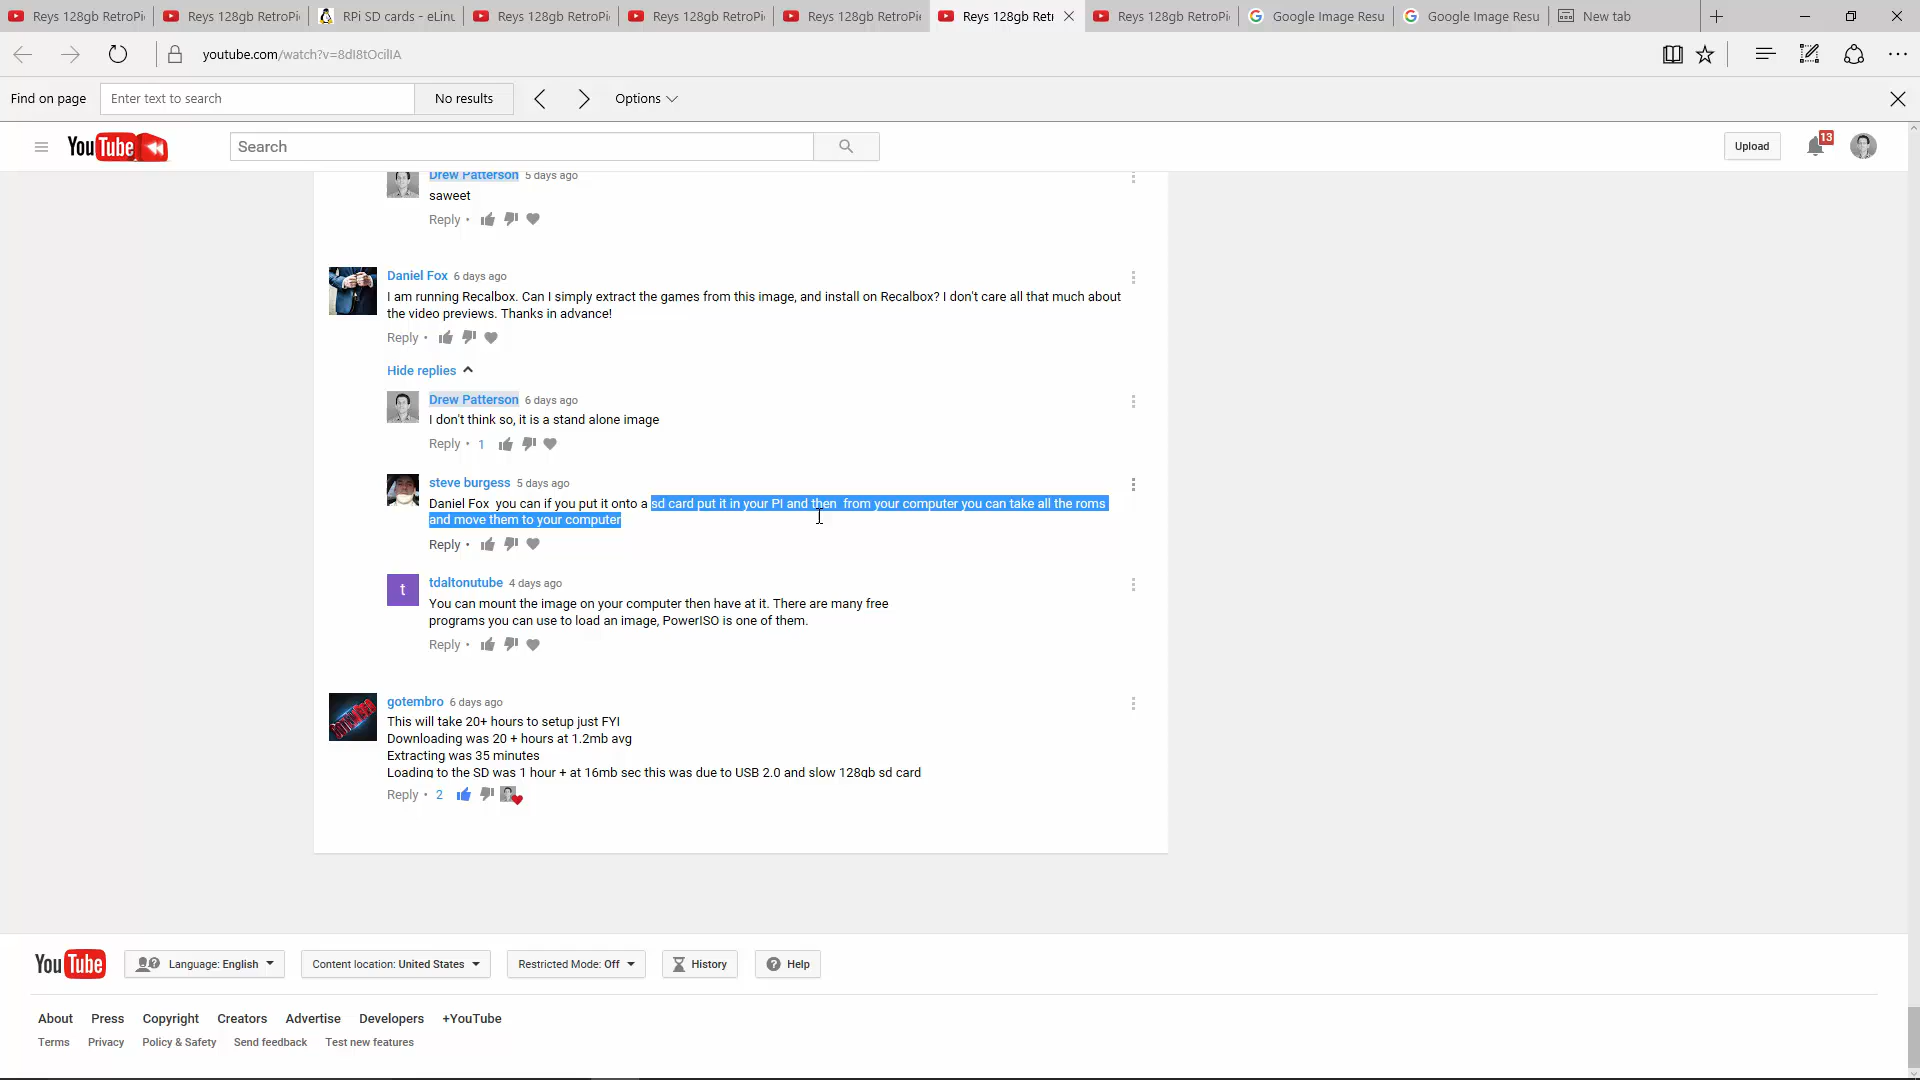 Reys 128gb RetroPi
Reys 128gb RetroPi
RPi SD cards - eLinu
Reys 128gb RetroPi
Reys 128gb RetroPi
Reys 128gb RetroPie
Reys 128gb Retr
Reys 128gb RetroPi
Google Image Resu
Google Image Resu
New tab
youtube.com/watch?v=8dI8tOcilIA
Find on page
Enter text to search
No results
Options
YouTube
Search
Upload
13
Drew Patterson 5 days ago
saweet
Reply •
Daniel Fox 6 days ago
I am running Recalbox. Can I simply extract the games from this image, and install on Recalbox? I don't care all that much about
the video previews. Thanks in advance!
Reply •
Hide replies
Drew Patterson 6 days ago
I don't think so, it is a stand alone image
Reply • 1
steve burgess 5 days ago
Daniel Fox  you can if you put it onto a sd card put it in your PI and then  from your computer you can take all the roms
and move them to your computer
Reply •
t
tdaltonutube 4 days ago
You can mount the image on your computer then have at it. There are many free
programs you can use to load an image, PowerISO is one of them.
Reply •
gotembro 6 days ago
This will take 20+ hours to setup just FYI
Downloading was 20 + hours at 1.2mb avg
Extracting was 35 minutes
Loading to the SD was 1 hour + at 16mb sec this was due to USB 2.0 and slow 128gb sd card
Reply • 2
YouTube
Language: English
Content location: United States
Restricted Mode: Off
History
Help
About Press Copyright Creators Advertise Developers +YouTube
Terms Privacy Policy & Safety Send feedback Test new features